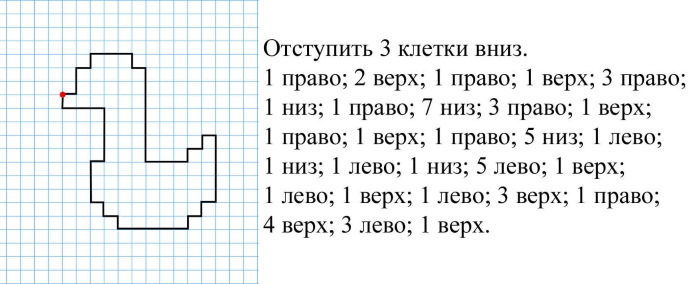 Отступить 3 клетки вниз.
1 право; 2 верх; 1 право; 1 верх; 3 право;
1 низ; 1 право; 7 низ; 3 право; 1 верх;
1 право; 1 верх; 1 право; 5 низ; 1 лево;
1 низ; 1 лево; 1 низ; 5 лево; 1 верх;
1 лево; 1 верх; 1 лево; 3 верх; 1 право;
4 верх; 3 лево; 1 верх.